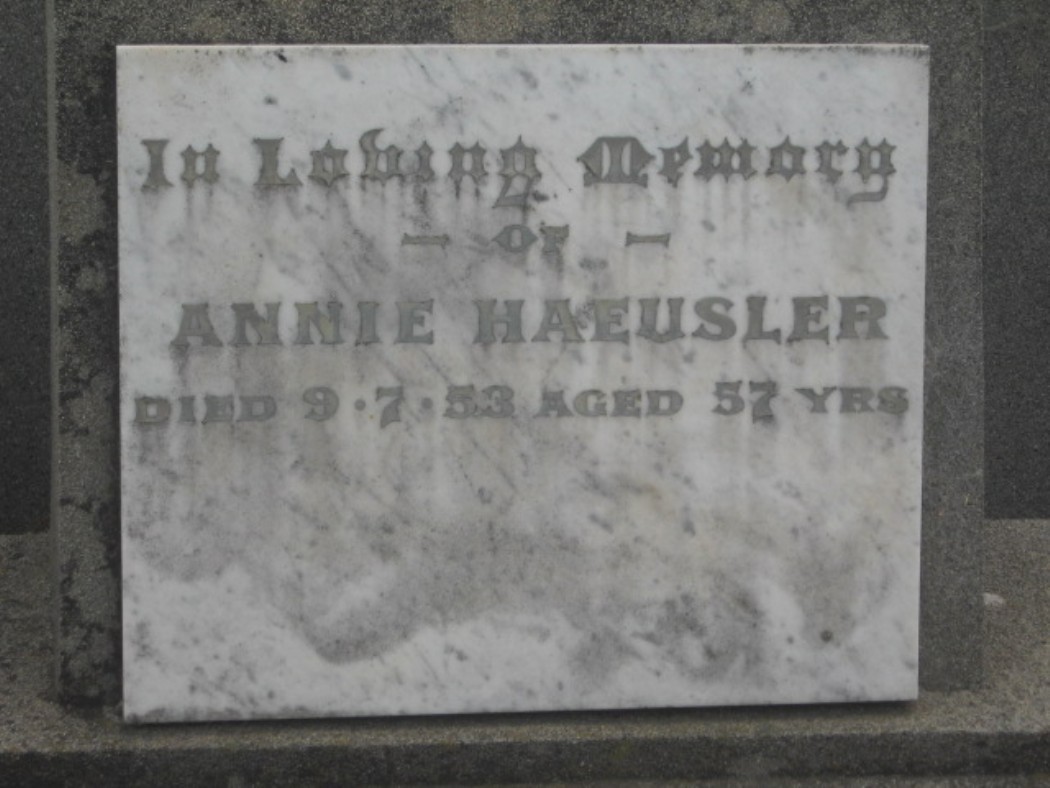 In Loving Memory
— OF —
ANNIE HAEUSLER
DIED 9·7·53 AGED 57 YRS